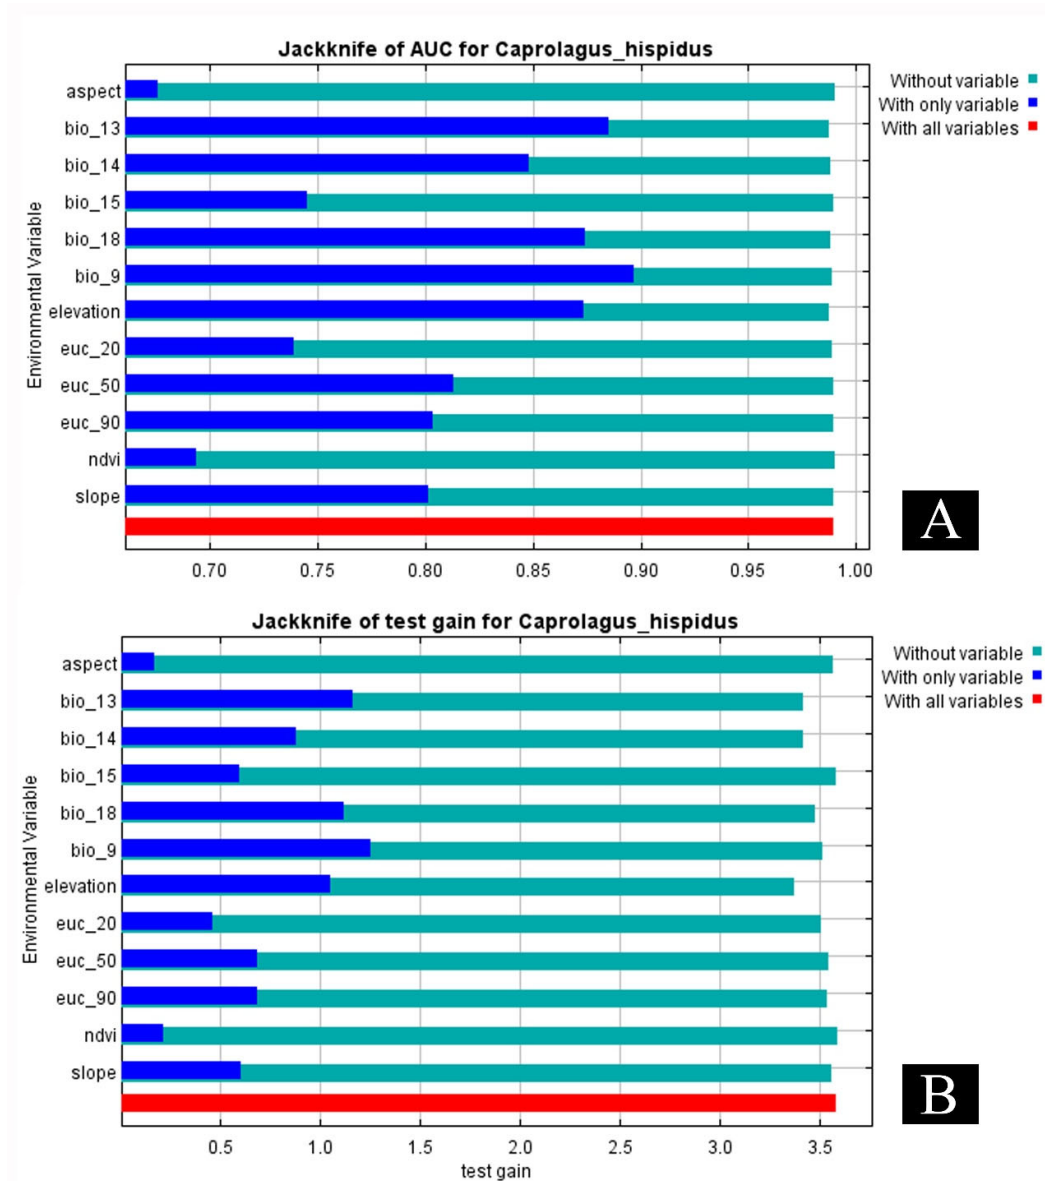 Jackknife of AUC for Caprolagus_hispidus
Environmental Variable
aspect
bio_13
bio_14
bio_15
bio_18
bio_9
elevation
euc_20
euc_50
euc_90
ndvi
slope
Without variable
With only variable
With all variables
0.70 0.75 0.80 0.85 0.90 0.95 1.00
A
Jackknife of test gain for Caprolagus_hispidus
Environmental Variable
aspect
bio_13
bio_14
bio_15
bio_18
bio_9
elevation
euc_20
euc_50
euc_90
ndvi
slope
Without variable
With only variable
With all variables
0.5 1.0 1.5 2.0 2.5 3.0 3.5
test gain
B